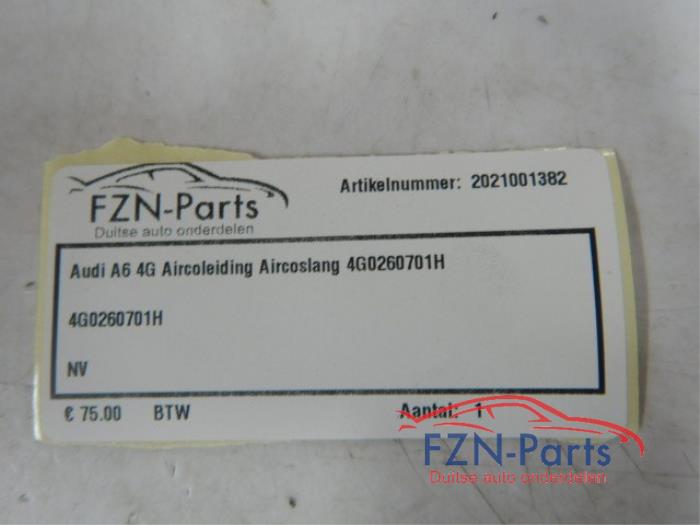 FZN-Parts
Duitse auto onderdelen
Artikelnummer: 2021001382
Audi A6 4G Aircoleiding Aircoslang 4G0260701H
4G0260701H
NV
€ 75.00 BTW Aantal: 1
FZN-Parts
Duitse auto onderdelen